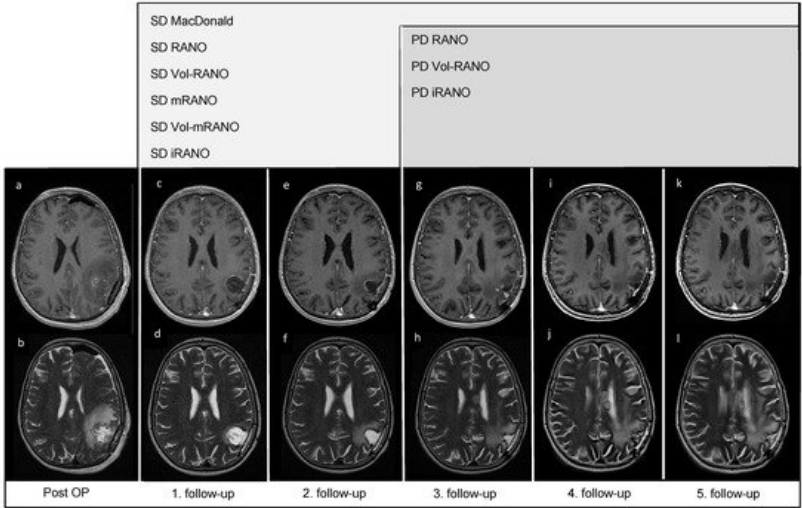 SD MacDonald
SD RANO
SD Vol-RANO
SD mRANO
SD Vol-mRANO
SD iRANO
PD RANO
PD Vol-RANO
PD iRANO
a
c
e
g
i
k
b
d
f
h
j
l
Post OP
1. follow-up
2. follow-up
3. follow-up
4. follow-up
5. follow-up